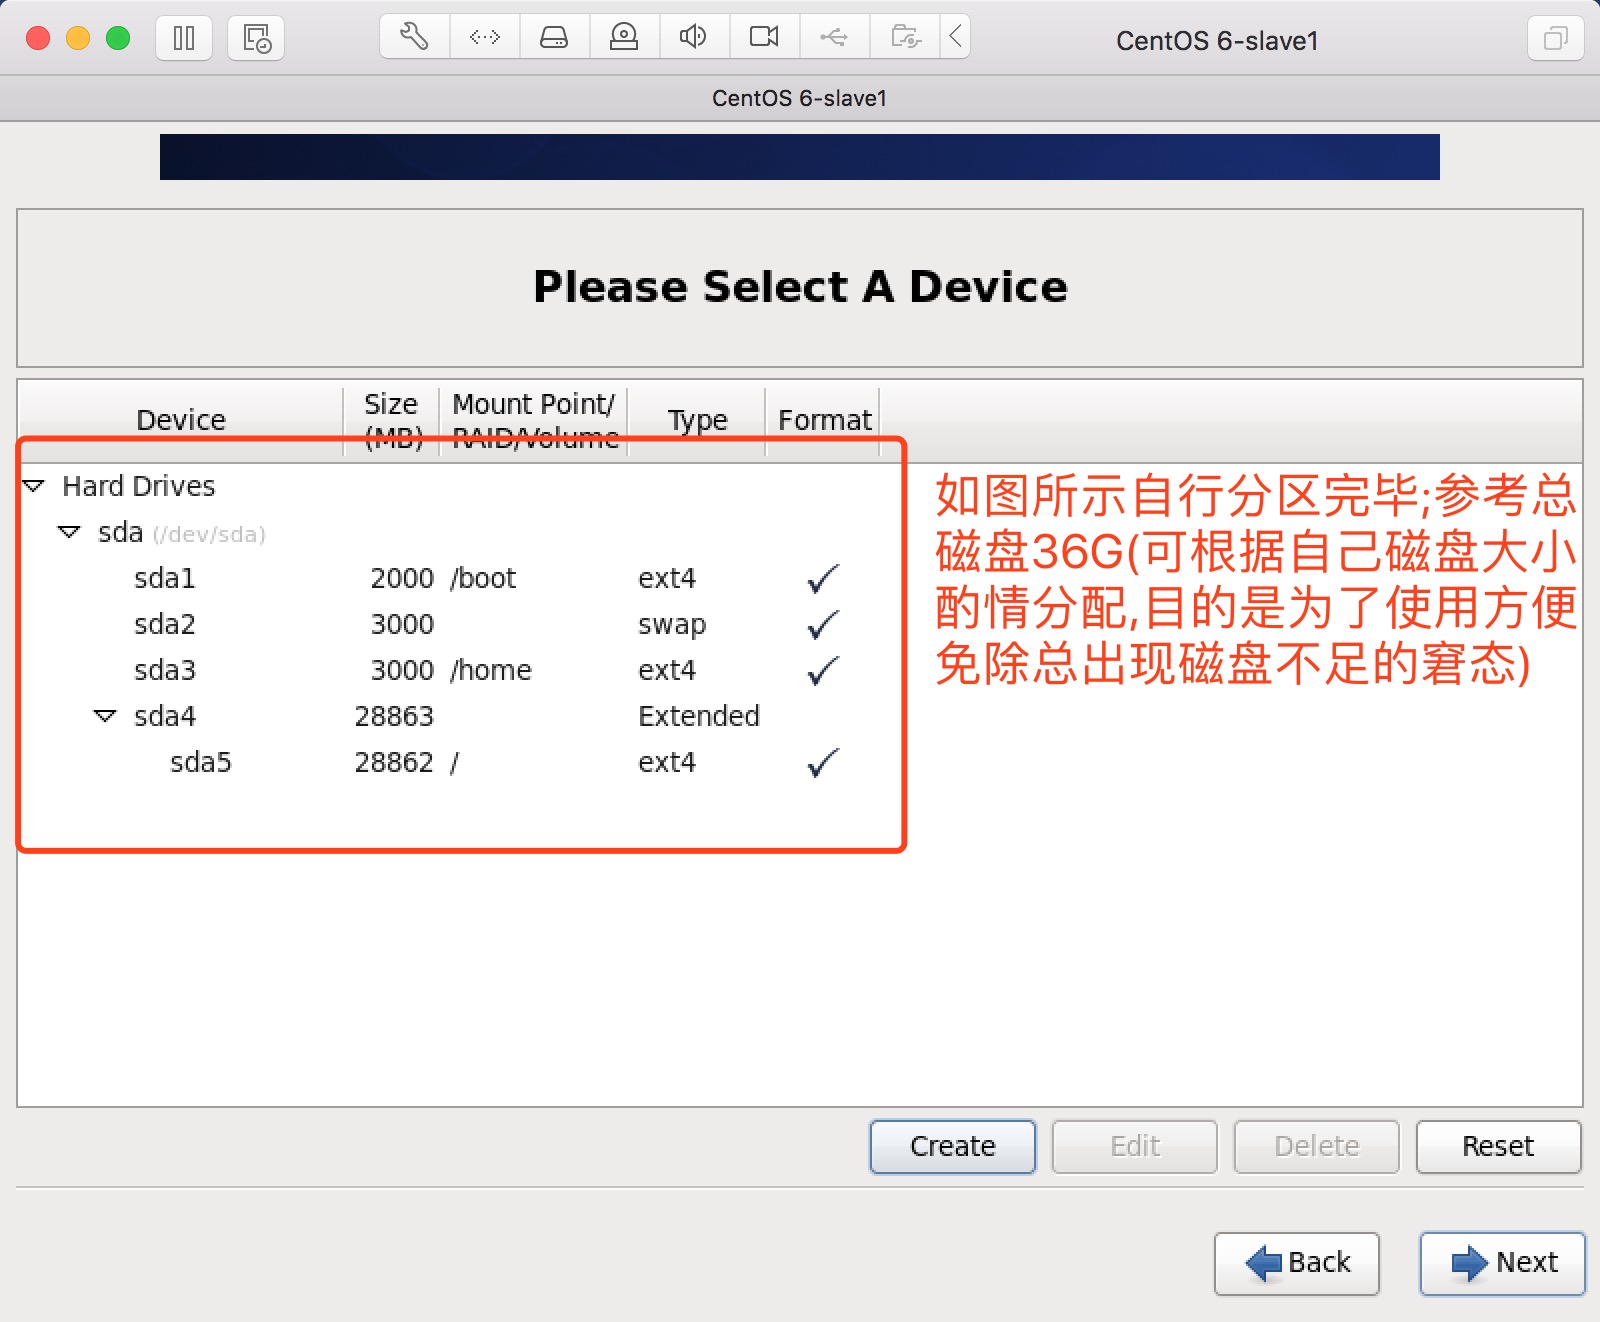 CentOS 6-slave1
CentOS 6-slave1
Please Select A Device
Device Size (MB) Mount Point/ RAID/Volume Type Format
Hard Drives
sda (/dev/sda)
sda1 2000 /boot ext4
sda2 3000 swap
sda3 3000 /home ext4
sda4 28863 Extended
sda5 28862 / ext4
如图所示自行分区完毕;参考总
磁盘36G(可根据自己磁盘大小
酌情分配,目的是为了使用方便
免除总出现磁盘不足的窘态)
Create Edit Delete Reset
Back Next